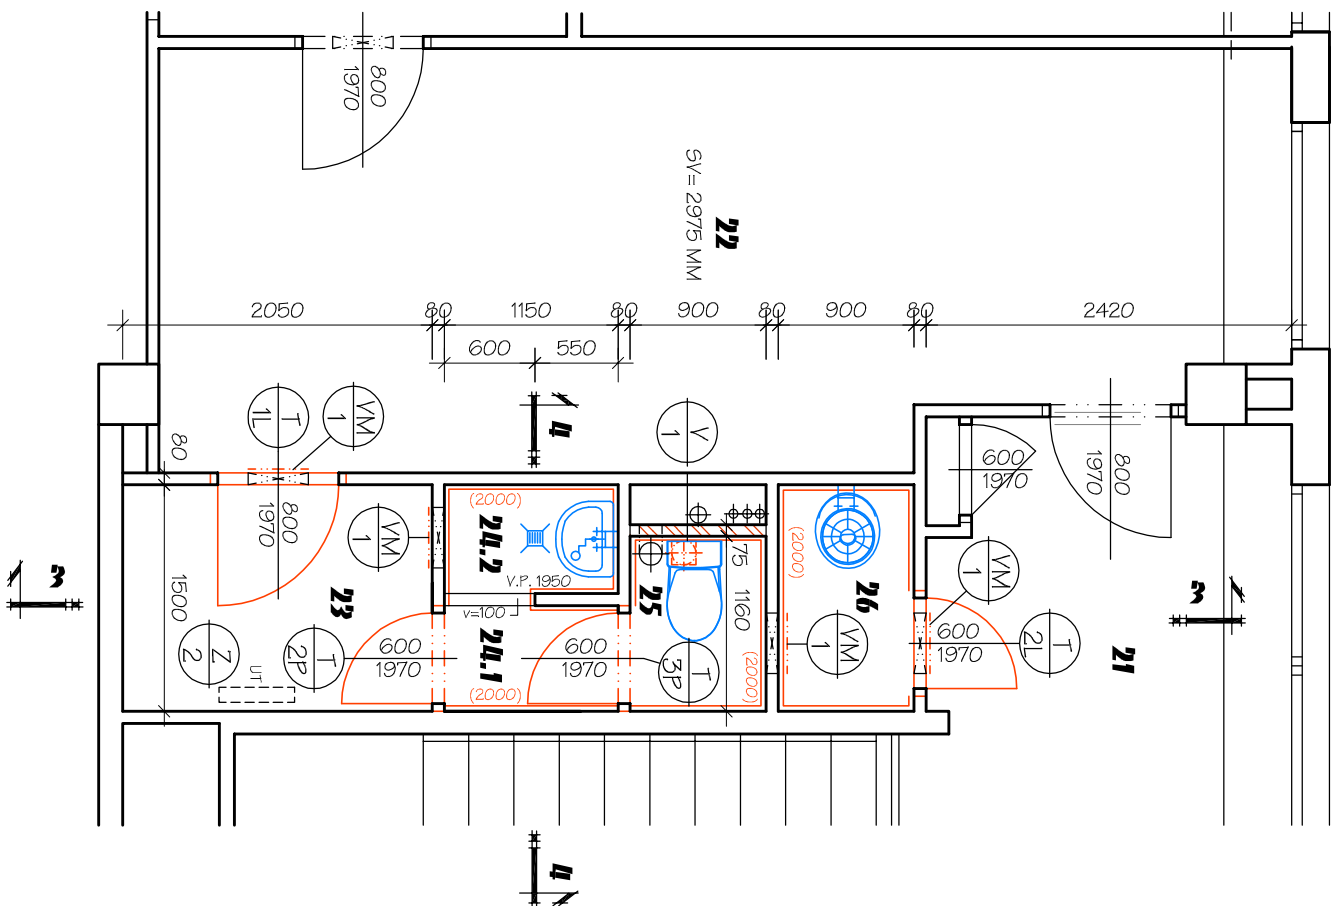 800
1970
SV= 2975 MM
22
2050
80
1150
80
900
80
900
80
2420
600
550
T
1L
VM
1
4
V
1
80
600
1970
800
1970
800
1970
VM
1
(2000)
24.2
V.P. 1950
v=100
75
1160
25
(2000)
26
VM
1
3
3
1500
23
Z
2
UT
T
2P
600
1970
24.1
(2000)
600
1970
T
3P
(2000)
VM
1
600
1970
T
2L
21
4